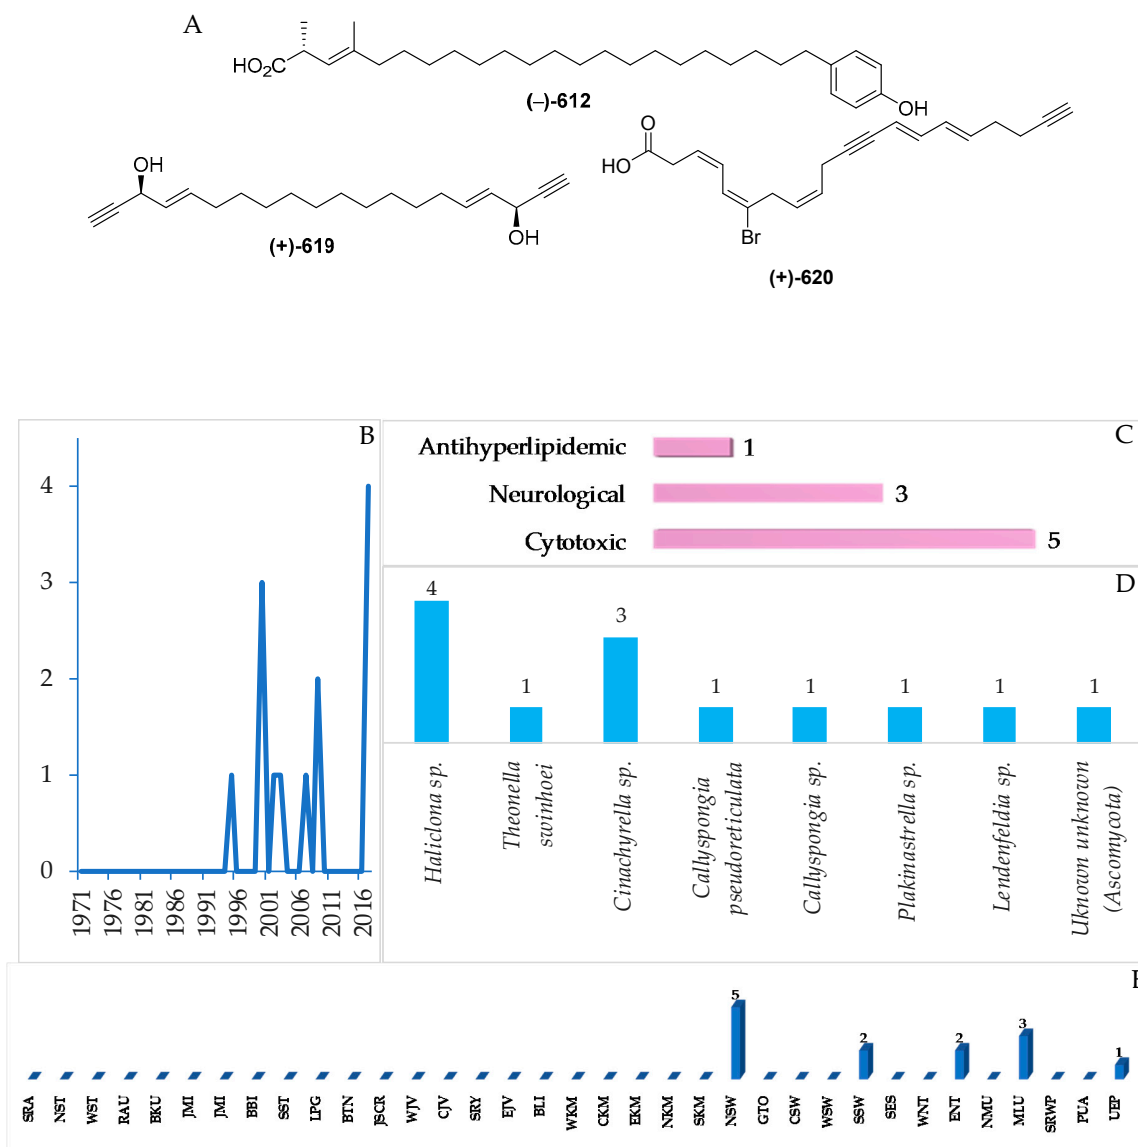 A
HO2C
OH
(–)-612
OH
OH
(+)-619
O
HO
Br
(+)-620
B
4
3
2
1
0
1971
1976
1981
1986
1991
1996
2001
2006
2011
2016
C
Antihyperlipidemic 1
Neurological 3
Cytotoxic 5
D
4
1
3
1
1
1
1
1
Haliclona sp.
Theonella
swinhoei
Cinachyrella sp.
Callyspongia
pseudoreticulata
Callyspongia sp.
Plakinastrella sp.
Lendenfeldia sp.
Uknown unknown
(Ascomycota)
5
2
2
3
1
SRA
NST
WST
RAU
BKU
JMI
JMI
BBI
SST
LPG
BTN
JSCR
WJV
CJV
SRY
EJV
BLI
WKM
CKM
EKM
NKM
SKM
NSW
GTO
CSW
WSW
SSW
SES
WNT
ENT
NMU
MLU
SRWP
PUA
UEP